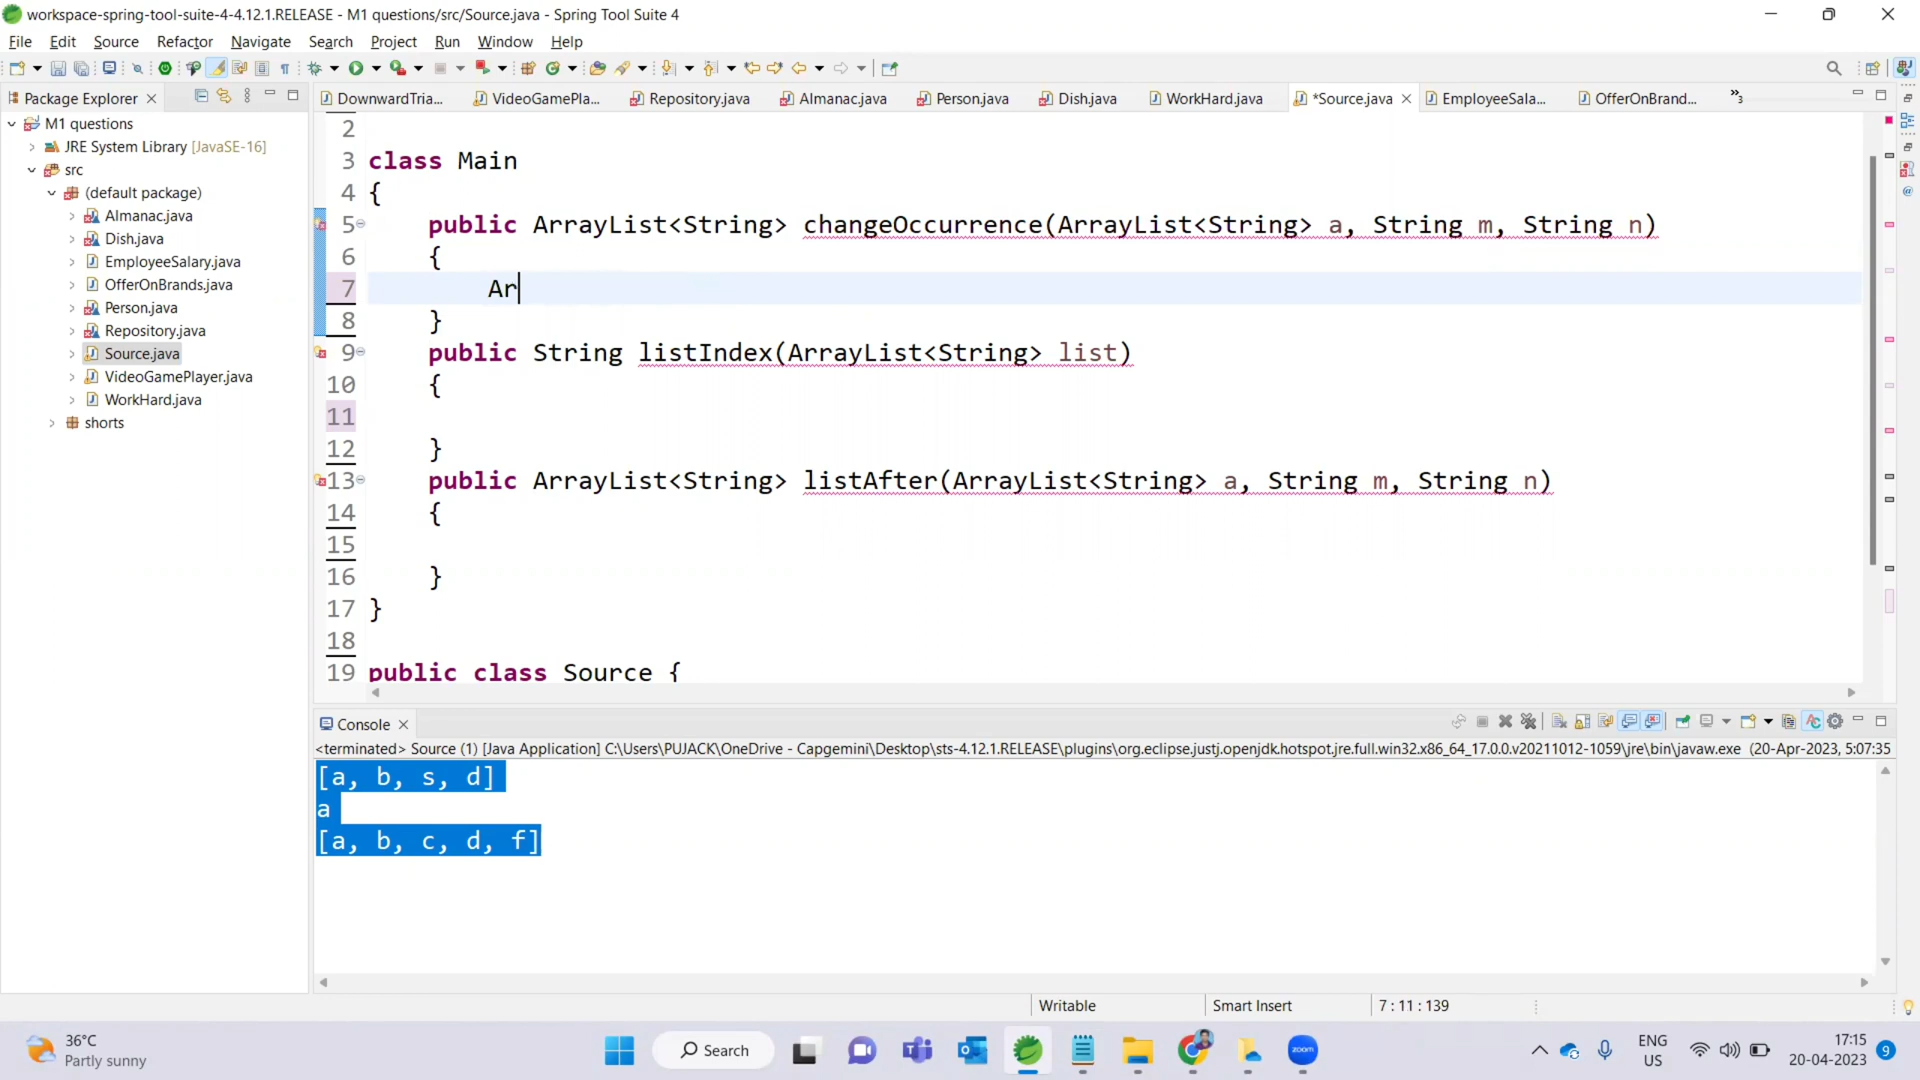 workspace-spring-tool-suite-4-4.12.1.RELEASE - M1 questions/src/Source.java - Spring Tool Suite 4
File Edit Source Refactor Navigate Search Project Run Window Help
Package Explorer
DowndwardTria... VideoGamePla... Repository.java Almanac.java Person.java Dish.java WorkHard.java *Source.java EmployeeSala... OfferOnBrand... »3
M1 questions
JRE System Library [JavaSE-16]
src
(default package)
Almanac.java
Dish.java
EmployeeSalary.java
OfferOnBrands.java
Person.java
Repository.java
Source.java
VideoGamePlayer.java
WorkHard.java
shorts
2
3 class Main
4 {
5 public ArrayList<String> changeOccurrence(ArrayList<String> a, String m, String n)
6 {
7 Ar
8 }
9 public String listIndex(ArrayList<String> list)
10 {
11
12 }
13 public ArrayList<String> listAfter(ArrayList<String> a, String m, String n)
14 {
15
16 }
17 }
18
19 public class Source {
Console
<terminated> Source (1) [Java Application] C:\Users\PUJACK\OneDrive - Capgemini\Desktop\sts-4.12.1.RELEASE\plugins\org.eclipse.justj.openjdk.hotspot.jre.full.win32.x86_64_17.0.0.v20211012-1059\jre\bin\javaw.exe (20-Apr-2023, 5:07:35
[a, b, s, d]
a
[a, b, c, d, f]
Writable Smart Insert 7 : 11 : 139
36°C
Partly sunny
Search
zoom
ENG
US
17:15
20-04-2023
9